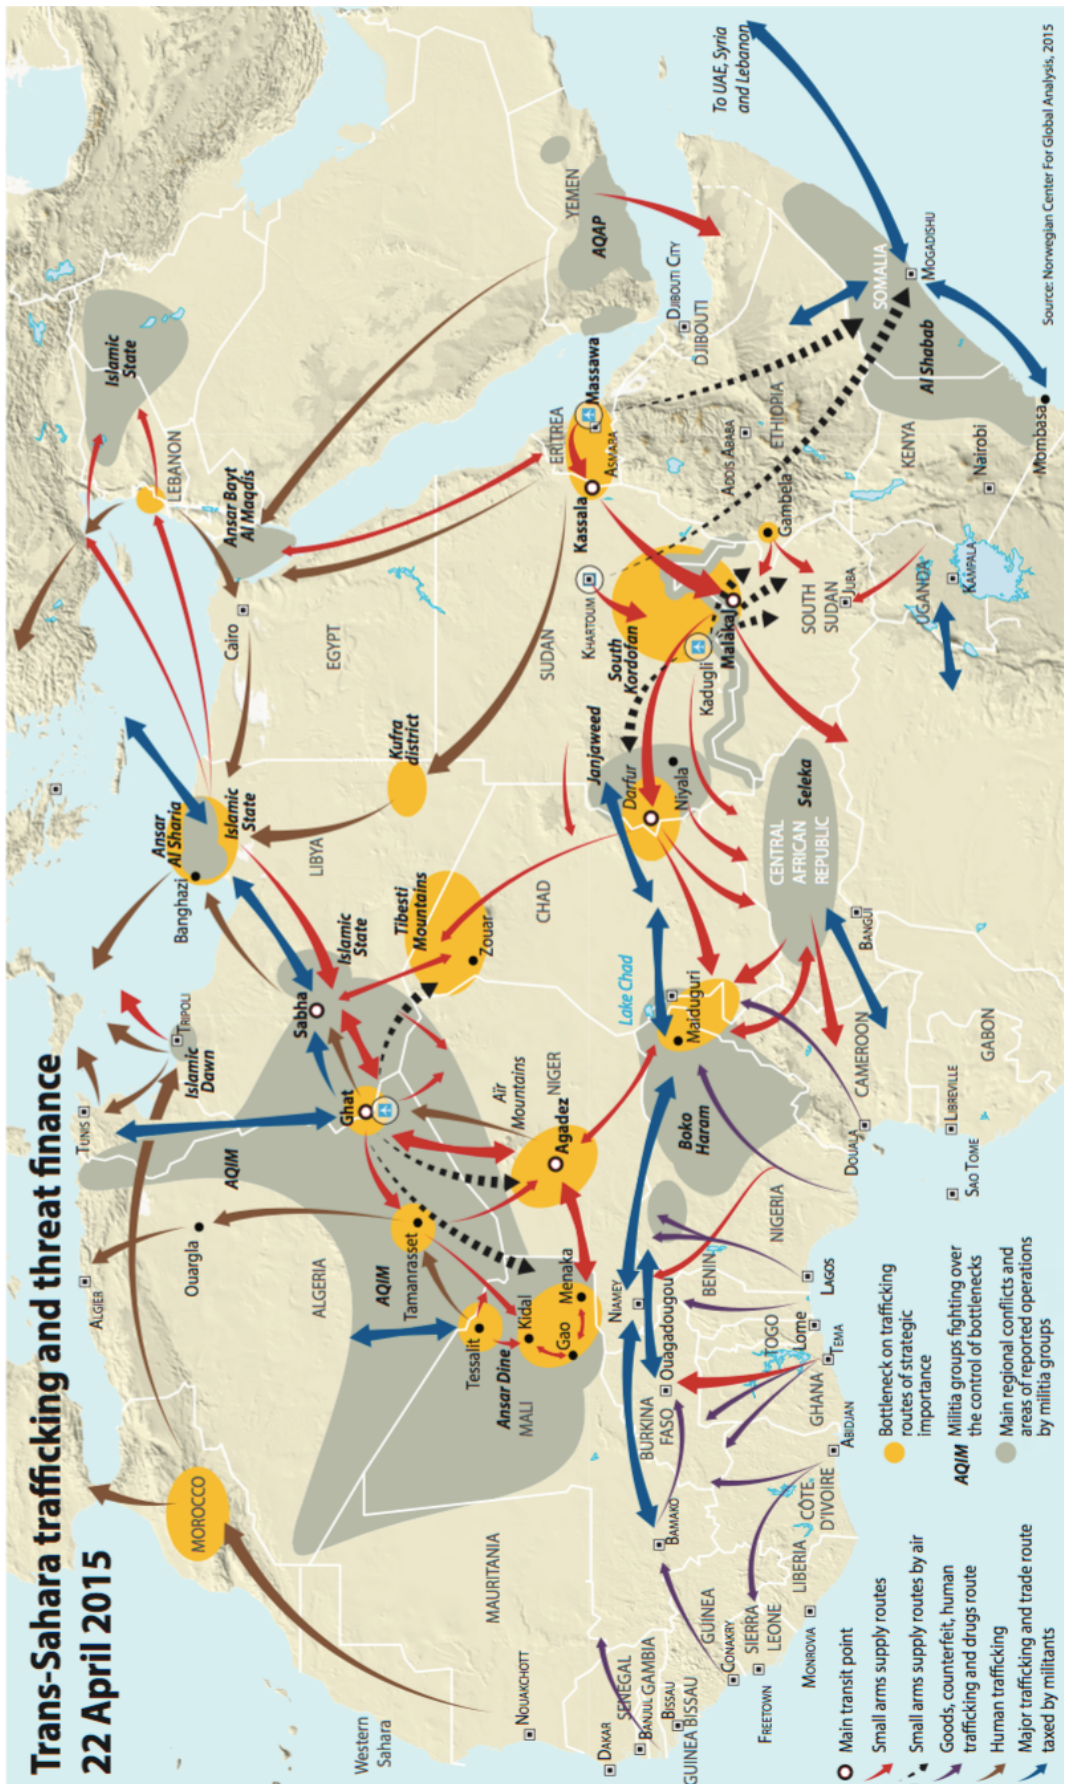 Trans-Sahara trafficking and threat finance
22 April 2015
To UAE, Syria
and Lebanon
Islamic
State
LEBANON
YEMEN
AQAP
Ansar Bayt
Al Maqdis
Cairo
EGYPT
TUNIS
ALGIER
Ouargla
TRIPOLI
Islamic
Dawn
Ansar
Al Sharia
Banghazi
Islamic
State
LIBYA
Kufra
district
MOROCCO
AQIM
ALGERIA
AQIM
Tamanrasset
Ghat
Sabha
Islamic
State
Tibesti
Mountains
Zouar
CHAD
SUDAN
ERITREA
Massawa
ASMARA
Kassala
KHARTOUM
South
Kordofan
Kadugli
Malakal
DJIBOUTI CITY
DJIBOUTI
ADDIS ABABA
ETHIOPIA
Gambela
SOMALIA
MOGADISHU
Al Shabab
KENYA
Nairobi
Mombasa
UGANDA
KAMPALA
SOUTH
SUDAN
JUBA
Janjaweed
Darfur
Niyala
Seleka
CENTRAL
AFRICAN
REPUBLIC
BANGUI
Western
Sahara
MAURITANIA
NOUAKCHOTT
Tessalit
Ansar Dine
MALI
Kidal
Gao
Menaka
Aïr
Mountains
NIGER
Agadez
Lake Chad
Maiduguri
Boko
Haram
NIAMEY
Ouagadougou
BURKINA
FASO
BAMAKO
BENIN
NIGERIA
TOGO
Lome
TEMA
LAGOS
GHANA
ABIDJAN
CÔTE
D'IVOIRE
LIBERIA
MONROVIA
SIERRA
LEONE
FREETOWN
GUINEA
CONAKRY
DAKAR
SENEGAL
BANJUL GAMBIA
BISSAU
GUINEA BISSAU
DOUALA
CAMEROON
LIBREVILLE
GABON
SAO TOME
Main transit point
Small arms supply routes
Small arms supply routes by air
Goods, counterfeit, human
trafficking and drugs route
Human trafficking
Major trafficking and trade route
taxed by militants
Bottleneck on trafficking
routes of strategic
importance
AQIM
Militia groups fighting over
the control of bottlenecks
Main regional conflicts and
areas of reported operations
by militia groups
Source: Norwegian Center For Global Analysis, 2015